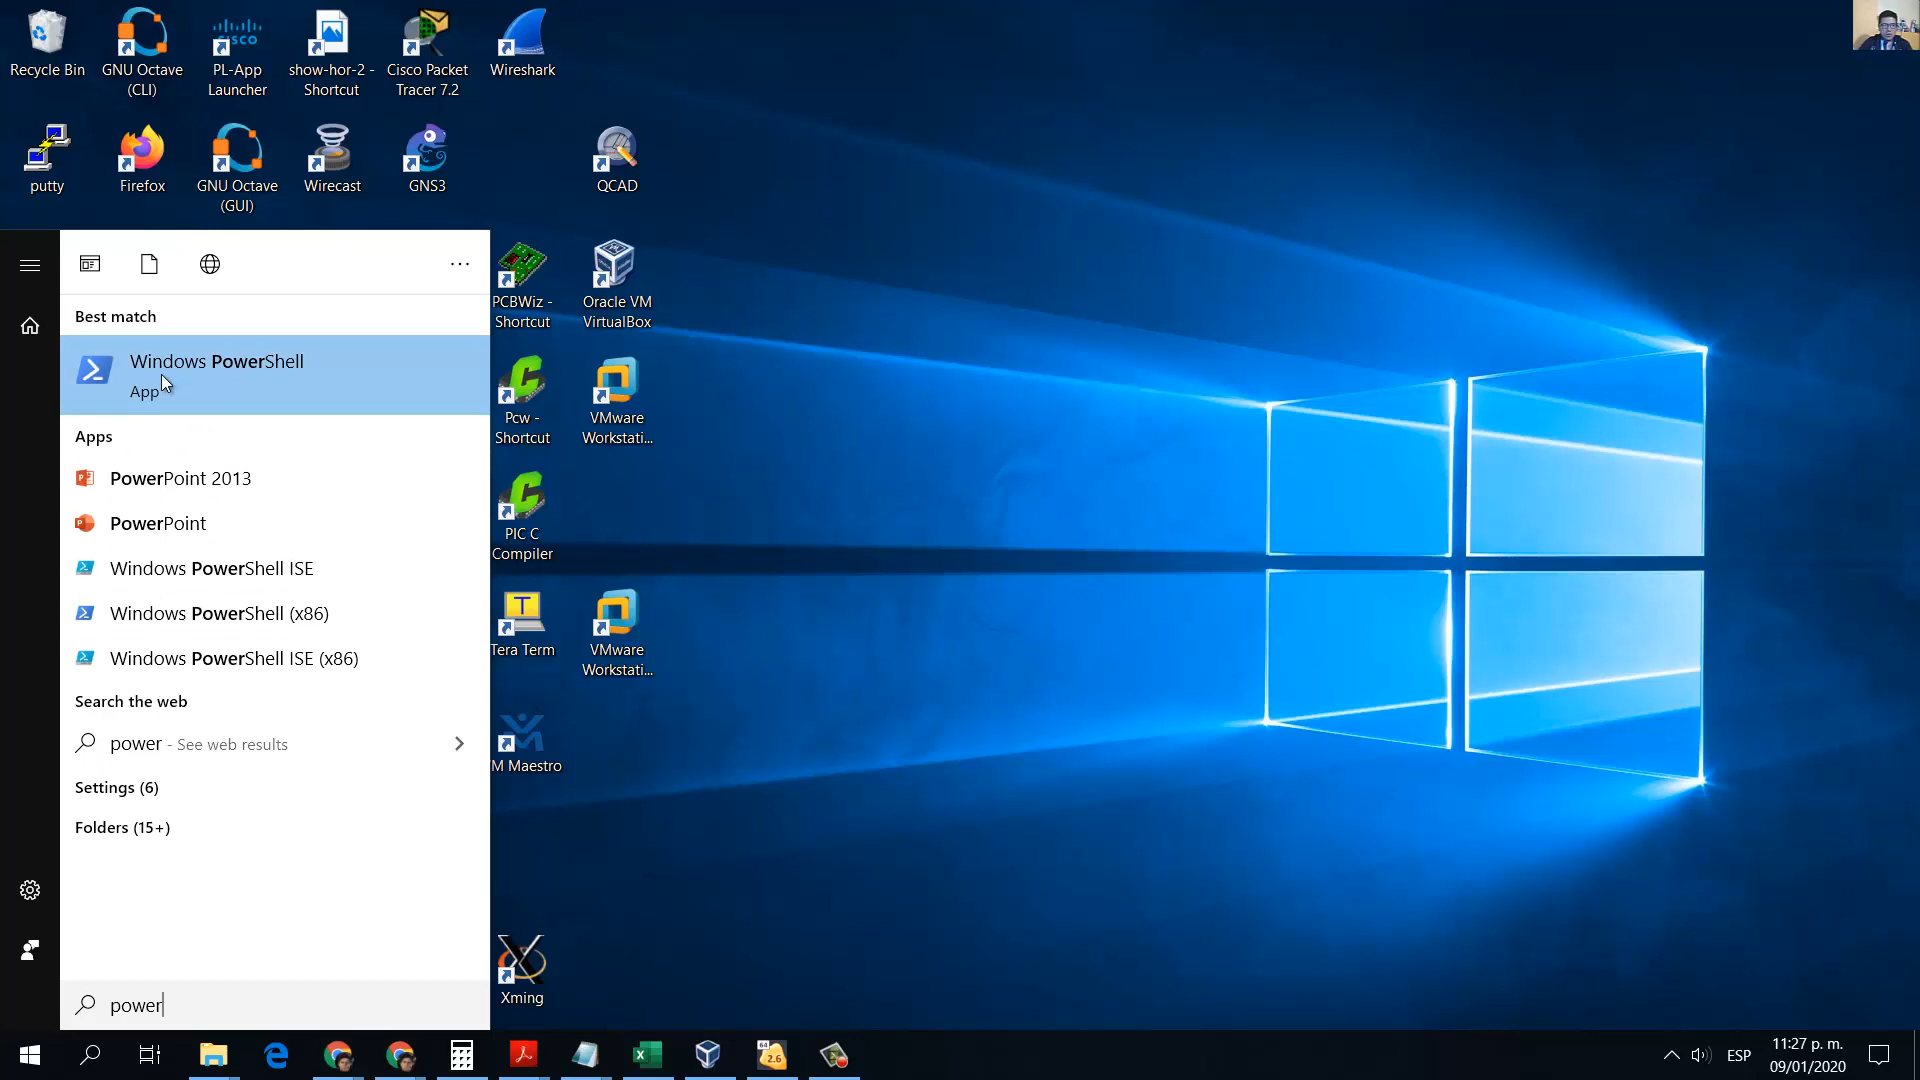 Recycle Bin
GNU Octave
(CLI)
CISCO
PL-App
Launcher
show-hor-2 -
Shortcut
Cisco Packet
Tracer 7.2
Wireshark
putty
Firefox
GNU Octave
(GUI)
Wirecast
GNS3
QCAD
PCBWiz -
Shortcut
Oracle VM
VirtualBox
Pcw -
Shortcut
VMware
Workstati...
PIC C
Compiler
Tera Term
VMware
Workstati...
M Maestro
Xming
Best match
Windows PowerShell
App
Apps
PowerPoint 2013
PowerPoint
Windows PowerShell ISE
Windows PowerShell (x86)
Windows PowerShell ISE (x86)
Search the web
power - See web results
Settings (6)
Folders (15+)
power
64
2.6
ESP
11:27 p. m.
09/01/2020